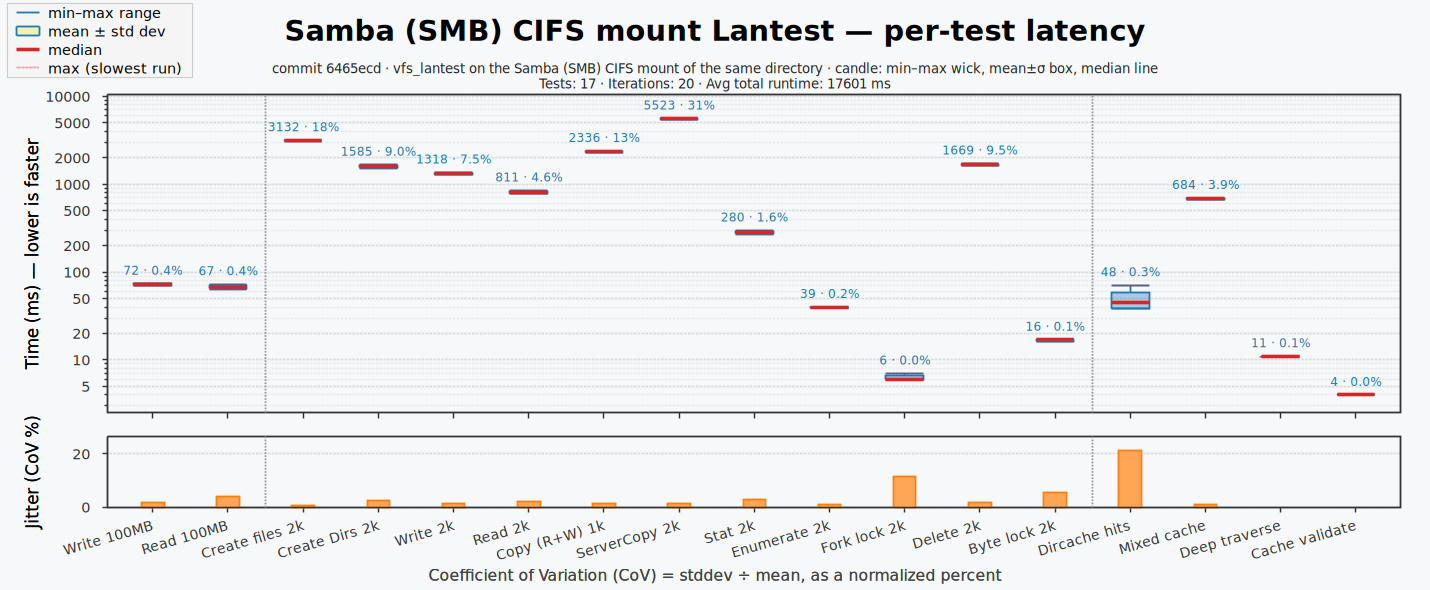 min–max range
mean ± std dev
median
max (slowest run)
Samba (SMB) CIFS mount Lantest — per-test latency
commit 6465ecd · vfs_lantest on the Samba (SMB) CIFS mount of the same directory · candle: min–max wick, mean±σ box, median line
Tests: 17 · Iterations: 20 · Avg total runtime: 17601 ms
Time (ms) — lower is faster
10000
5000
2000
1000
500
200
100
50
20
10
5
72 · 0.4%
67 · 0.4%
3132 · 18%
1585 · 9.0%
1318 · 7.5%
811 · 4.6%
2336 · 13%
5523 · 31%
280 · 1.6%
39 · 0.2%
6 · 0.0%
1669 · 9.5%
16 · 0.1%
48 · 0.3%
684 · 3.9%
11 · 0.1%
4 · 0.0%
Jitter (CoV %)
20
0
Write 100MB
Read 100MB
Create files 2k
Create Dirs 2k
Write 2k
Read 2k
Copy (R+W) 1k
ServerCopy 2k
Stat 2k
Enumerate 2k
Fork lock 2k
Delete 2k
Byte lock 2k
Dircache hits
Mixed cache
Deep traverse
Cache validate
Coefficient of Variation (CoV) = stddev ÷ mean, as a normalized percent